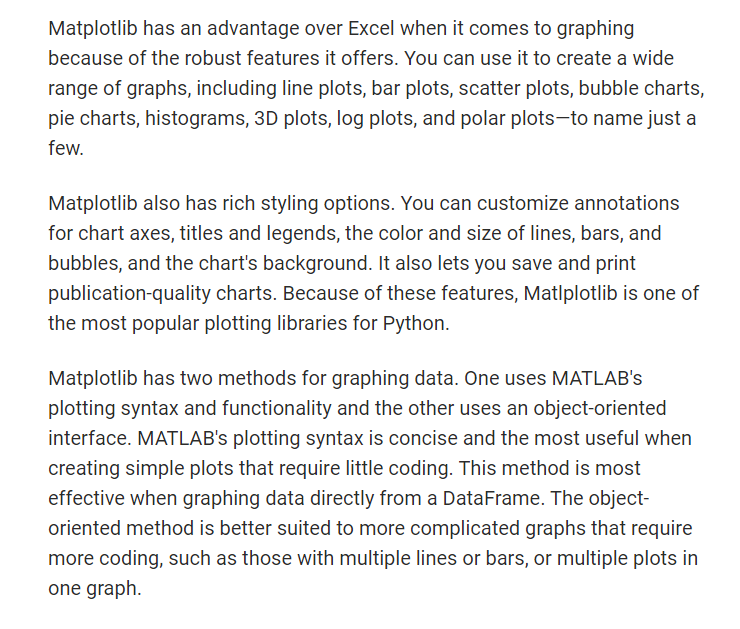 Matplotlib has an advantage over Excel when it comes to graphing
because of the robust features it offers. You can use it to create a wide
range of graphs, including line plots, bar plots, scatter plots, bubble charts,
pie charts, histograms, 3D plots, log plots, and polar plots—to name just a
few.
Matplotlib also has rich styling options. You can customize annotations
for chart axes, titles and legends, the color and size of lines, bars, and
bubbles, and the chart's background. It also lets you save and print
publication-quality charts. Because of these features, Matlplotlib is one of
the most popular plotting libraries for Python.
Matplotlib has two methods for graphing data. One uses MATLAB's
plotting syntax and functionality and the other uses an object-oriented
interface. MATLAB's plotting syntax is concise and the most useful when
creating simple plots that require little coding. This method is most
effective when graphing data directly from a DataFrame. The object-
oriented method is better suited to more complicated graphs that require
more coding, such as those with multiple lines or bars, or multiple plots in
one graph.